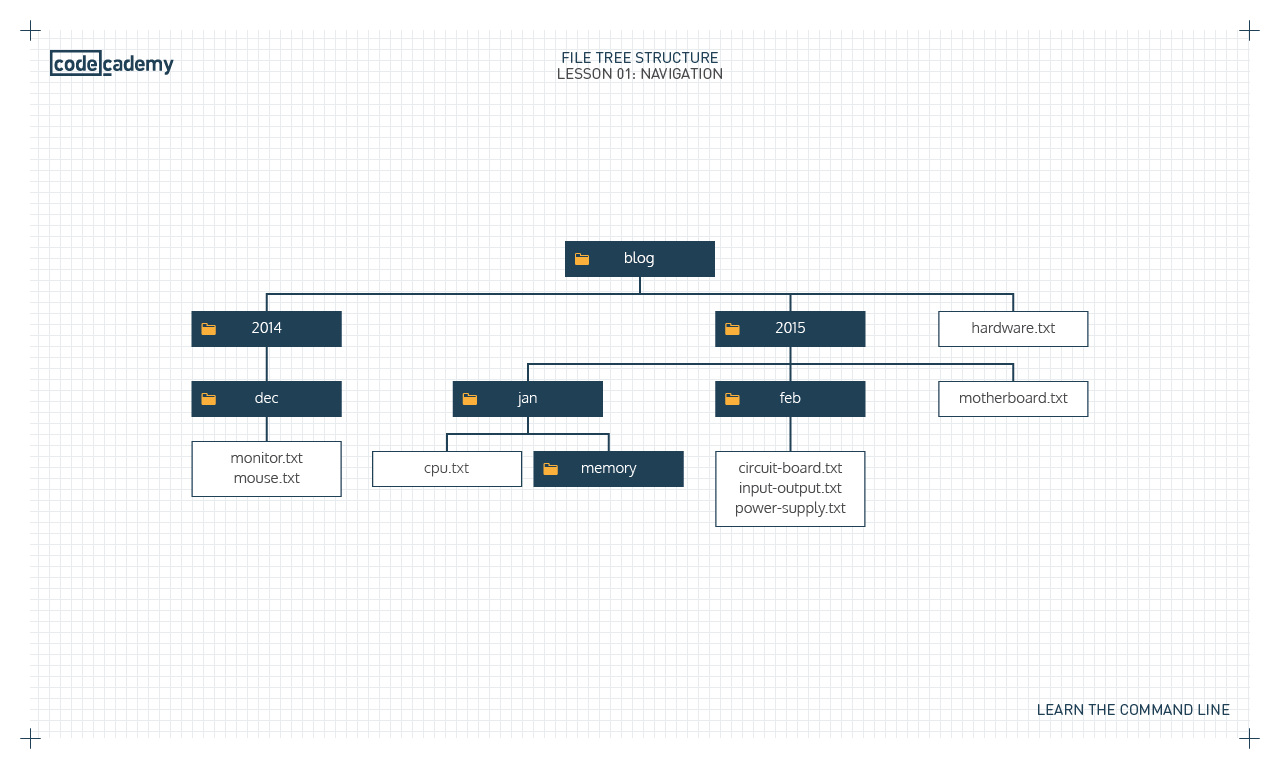 codecademy
FILE TREE STRUCTURE
LESSON 01: NAVIGATION
blog
2014
2015
hardware.txt
dec
jan
feb
motherboard.txt
monitor.txt
mouse.txt
cpu.txt
memory
circuit-board.txt
input-output.txt
power-supply.txt
LEARN THE COMMAND LINE